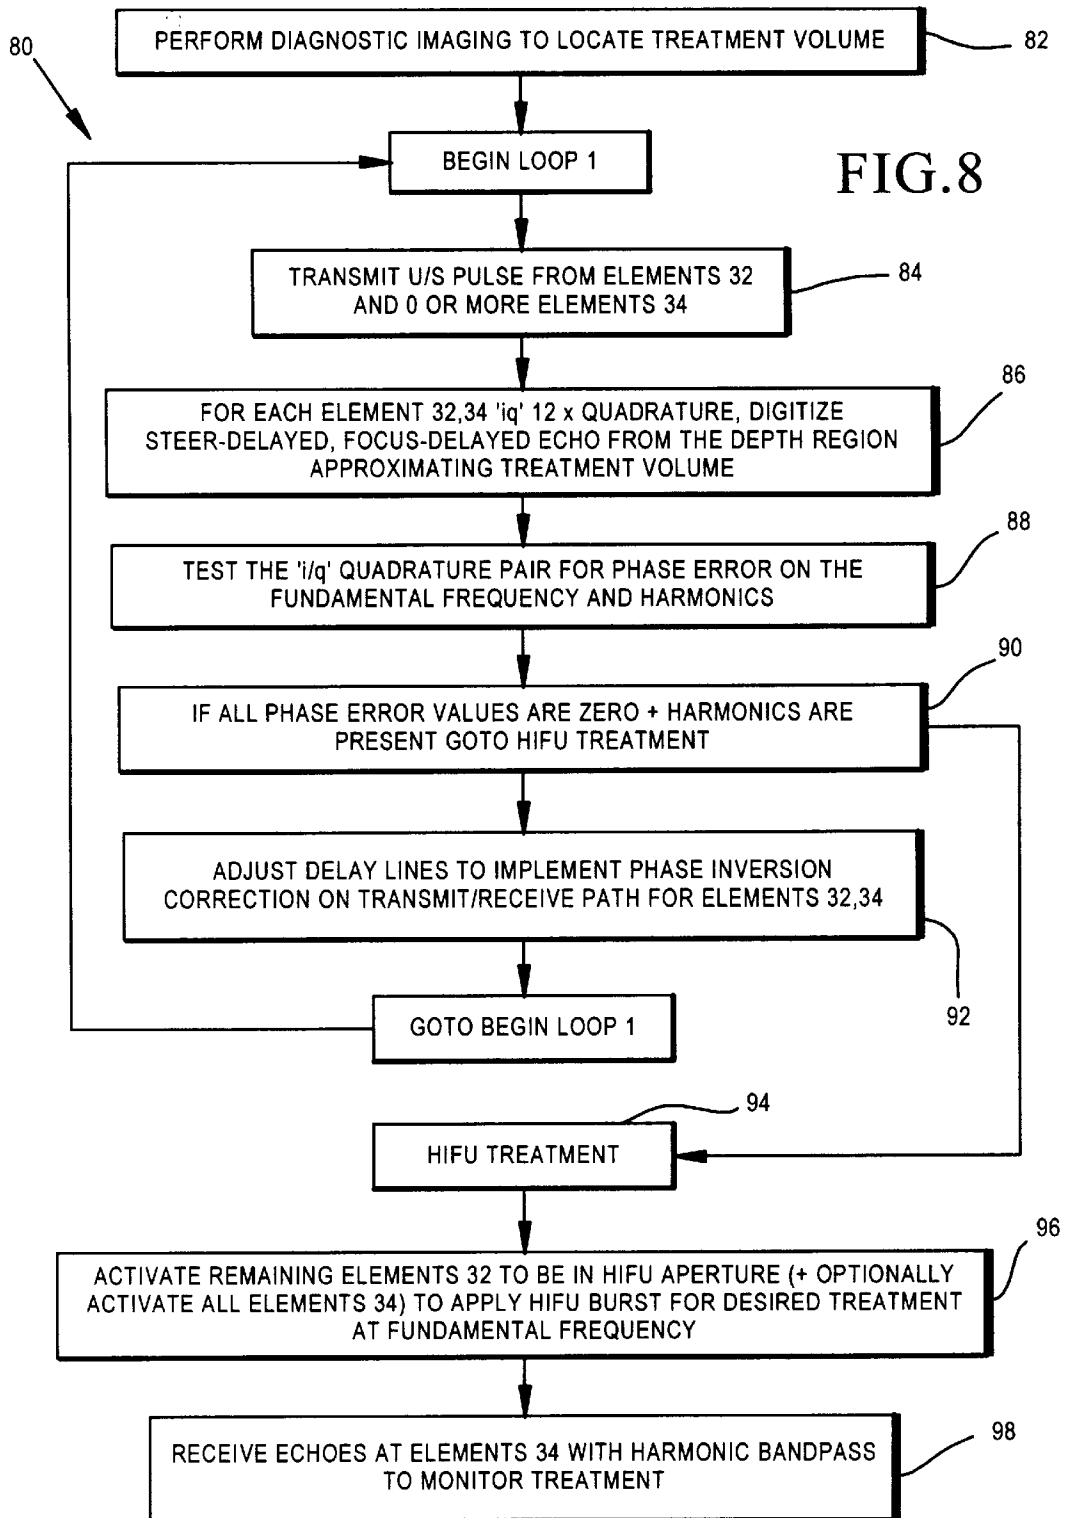 80
PERFORM DIAGNOSTIC IMAGING TO LOCATE TREATMENT VOLUME
82
BEGIN LOOP 1
FIG.8
TRANSMIT U/S PULSE FROM ELEMENTS 32
AND 0 OR MORE ELEMENTS 34
84
FOR EACH ELEMENT 32,34 'iq' 12 x QUADRATURE, DIGITIZE
STEER-DELAYED, FOCUS-DELAYED ECHO FROM THE DEPTH REGION
APPROXIMATING TREATMENT VOLUME
86
TEST THE 'i/q' QUADRATURE PAIR FOR PHASE ERROR ON THE
FUNDAMENTAL FREQUENCY AND HARMONICS
88
IF ALL PHASE ERROR VALUES ARE ZERO + HARMONICS ARE
PRESENT GOTO HIFU TREATMENT
90
ADJUST DELAY LINES TO IMPLEMENT PHASE INVERSION
CORRECTION ON TRANSMIT/RECEIVE PATH FOR ELEMENTS 32,34
92
GOTO BEGIN LOOP 1
94
HIFU TREATMENT
96
ACTIVATE REMAINING ELEMENTS 32 TO BE IN HIFU APERTURE (+ OPTIONALLY
ACTIVATE ALL ELEMENTS 34) TO APPLY HIFU BURST FOR DESIRED TREATMENT
AT FUNDAMENTAL FREQUENCY
RECEIVE ECHOES AT ELEMENTS 34 WITH HARMONIC BANDPASS
TO MONITOR TREATMENT
98